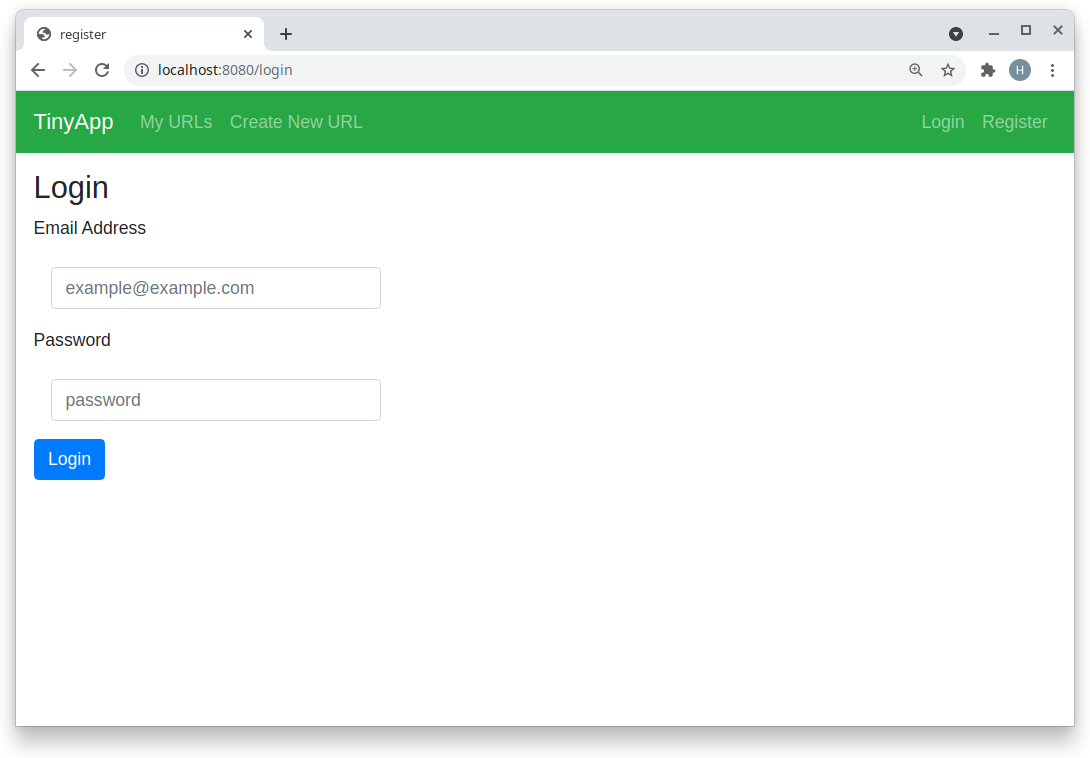 register
localhost:8080/login
H
TinyApp My URLs Create New URL Login Register
Login
Email Address
example@example.com
Password
password
Login